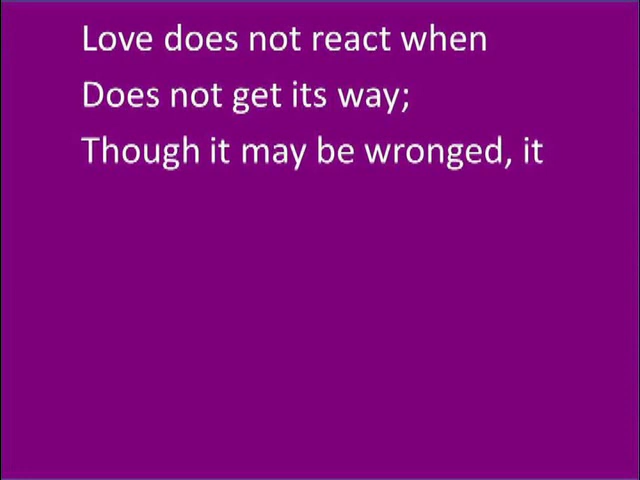 Love does not react when
Does not get its way;
Though it may be wronged, it